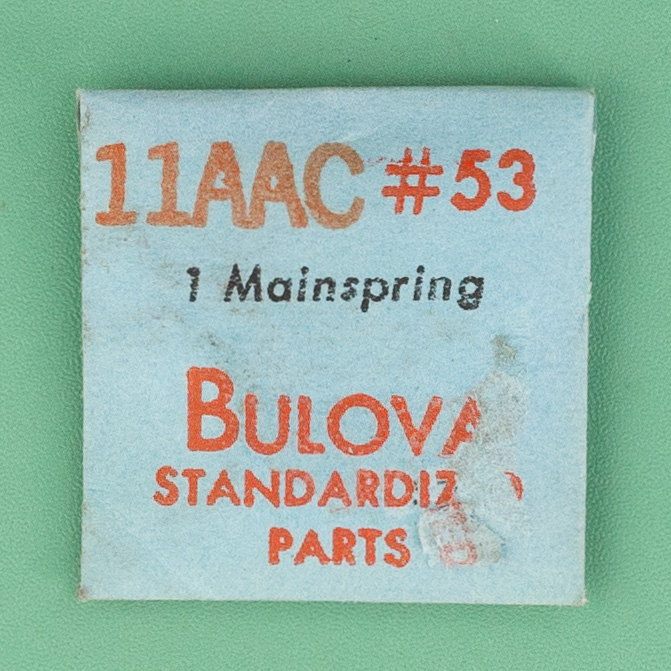 11AAC #53
1 Mainspring
BULOVA
STANDARDIZED
PARTS